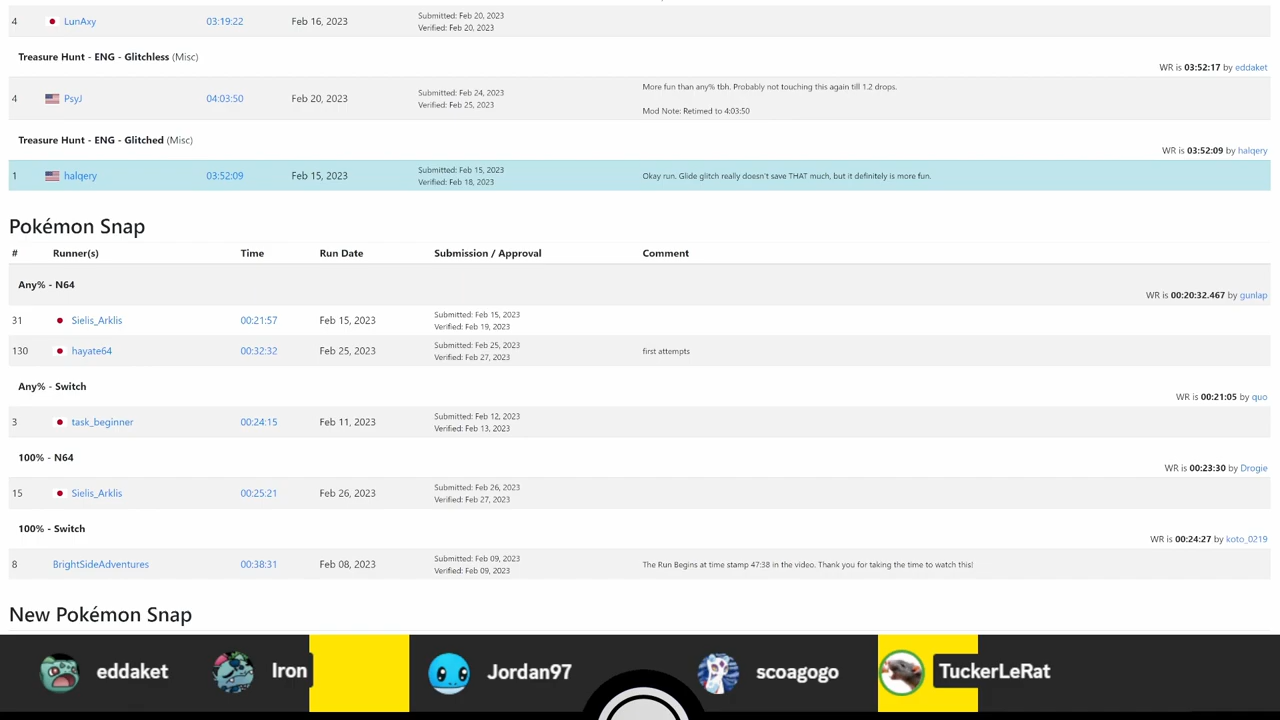 4 LunAxy 03:19:22 Feb 16, 2023 Submitted: Feb 20, 2023
Verified: Feb 20, 2023
Treasure Hunt - ENG - Glitchless (Misc)
WR is 03:52:17 by eddaket
4 PsyJ 04:03:50 Feb 20, 2023 Submitted: Feb 24, 2023
Verified: Feb 25, 2023
More fun than any% tbh. Probably not touching this again till 1.2 drops.
Mod Note: Retimed to 4:03:50
Treasure Hunt - ENG - Glitched (Misc)
WR is 03:52:09 by halqery
1 halqery 03:52:09 Feb 15, 2023 Submitted: Feb 15, 2023
Verified: Feb 18, 2023
Okay run. Glide glitch really doesn't save THAT much, but it definitely is more fun.
Pokémon Snap
# Runner(s) Time Run Date Submission / Approval Comment
Any% - N64
WR is 00:20:32.467 by gunlap
31 Sielis_Arklis 00:21:57 Feb 15, 2023 Submitted: Feb 15, 2023
Verified: Feb 19, 2023
130 hayate64 00:32:32 Feb 25, 2023 Submitted: Feb 25, 2023
Verified: Feb 27, 2023
first attempts
Any% - Switch
WR is 00:21:05 by quo
3 task_beginner 00:24:15 Feb 11, 2023 Submitted: Feb 12, 2023
Verified: Feb 13, 2023
100% - N64
WR is 00:23:30 by Drogie
15 Sielis_Arklis 00:25:21 Feb 26, 2023 Submitted: Feb 26, 2023
Verified: Feb 27, 2023
100% - Switch
WR is 00:24:27 by koto_0219
8 BrightSideAdventures 00:38:31 Feb 08, 2023 Submitted: Feb 09, 2023
Verified: Feb 09, 2023
The Run Begins at time stamp 47:38 in the video. Thank you for taking the time to watch this!
New Pokémon Snap
eddaket Iron Jordan97 scoagogo TuckerLeRat